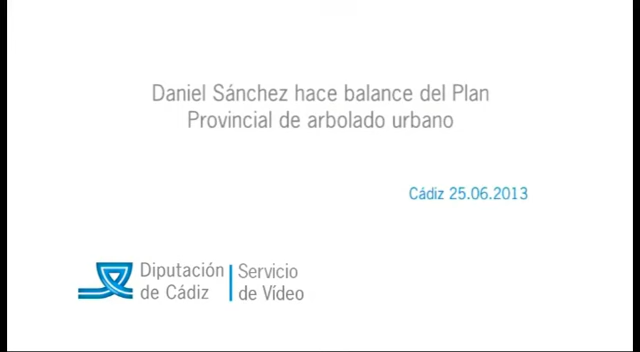 Daniel Sánchez hace balance del Plan
Provincial de arbolado urbano
Cádiz 25.06.2013
Diputación
de Cádiz
Servicio
de Vídeo